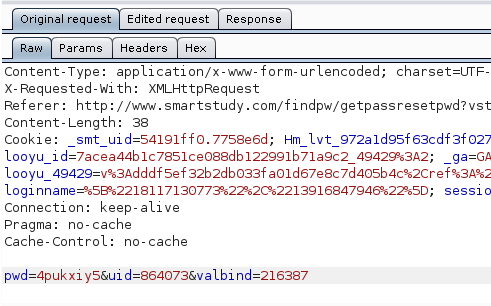 Original request Edited request Response
Raw Params Headers Hex
Content-Type: application/x-www-form-urlencoded; charset=UTF-
X-Requested-With: XMLHttpRequest
Referer: http://www.smartstudy.com/findpw/getpassresetpwd?vst
Content-Length: 38
Cookie: _smt_uid=54191ff0.7758e6d; Hm_lvt_972a1d95f63cdf3f027
looyu_id=7acea44b1c7851ce088db122991b71a9c2_49429%3A2; _ga=GA
looyu_49429=v%3Adddf5ef32b2db033fa01d67e8c7d405b4c%2Cref%3A%2
loginname=%5B%2218117130773%22%2C%2213916847946%22%5D; sessio
Connection: keep-alive
Pragma: no-cache
Cache-Control: no-cache
pwd=4pukxiy5&uid=864073&valbind=216387